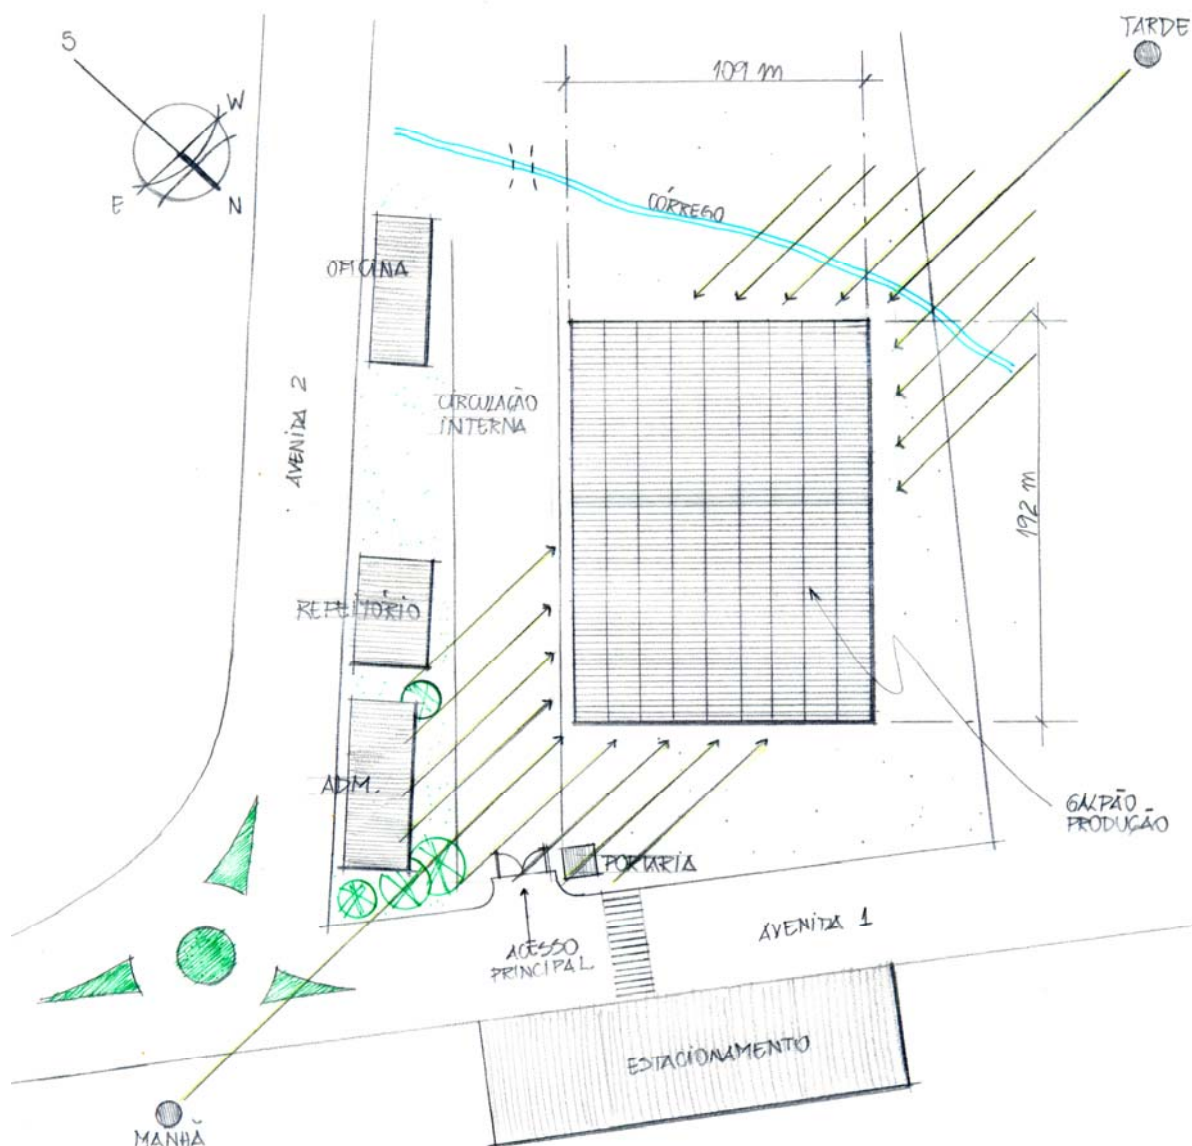 TARDE
S
109 m
W
E
N
CÓRREGO
OFICINA
CIRCULAÇÃO
INTERNA
AVENIDA 2
192 m
REFEITÓRIO
ADM.
GALPÃO
PRODUÇÃO
PORTARIA
AVENIDA 1
ACESSO
PRINCIPAL
ESTACIONAMENTO
MANHÃ